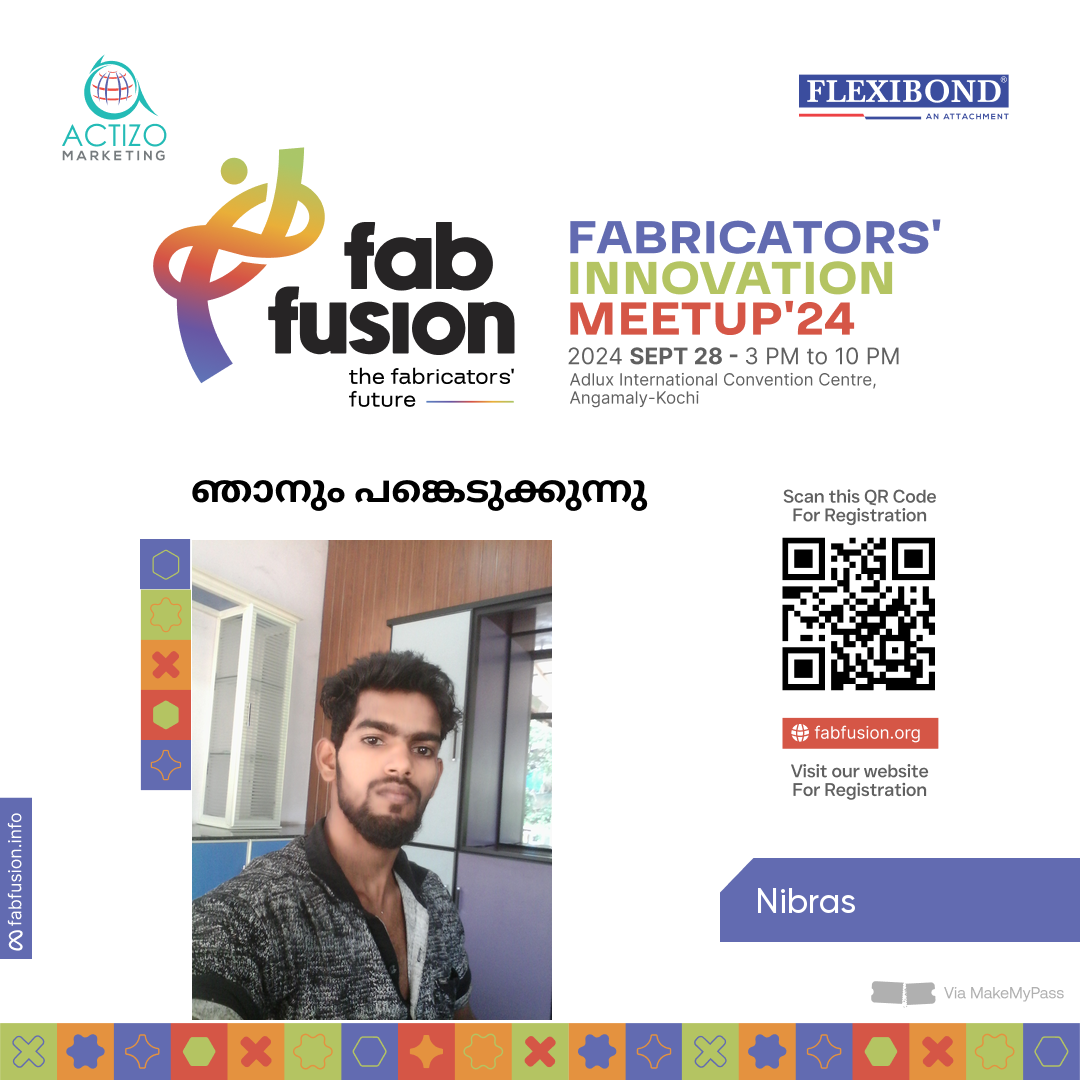 ACTIZO
MARKETING
FLEXIBOND®
AN ATTACHMENT
fab
fusion
the fabricators'
future
FABRICATORS'
INNOVATION
MEETUP'24
2024 SEPT 28 - 3 PM to 10 PM
Adlux International Convention Centre,
Angamaly-Kochi
ഞാനും പങ്കെടുക്കുന്നു
Scan this QR Code
For Registration
fabfusion.org
Visit our website
For Registration
fabfusion.info
Nibras
Via MakeMyPass